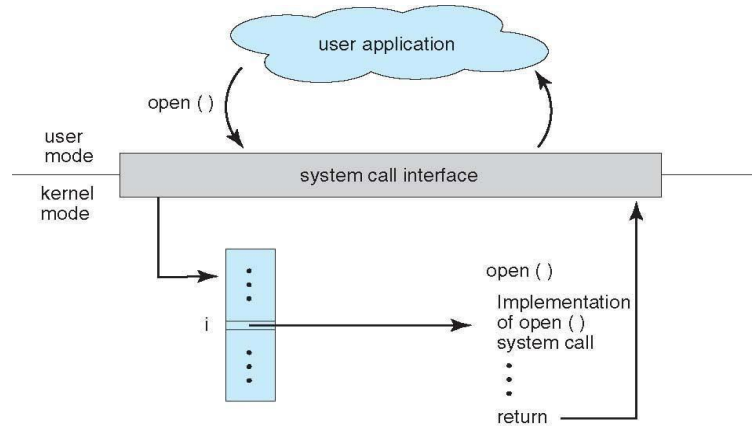 user application
open ( )
user
mode
system call interface
kernel
mode
open ( )
i
Implementation
of open ( )
system call
return